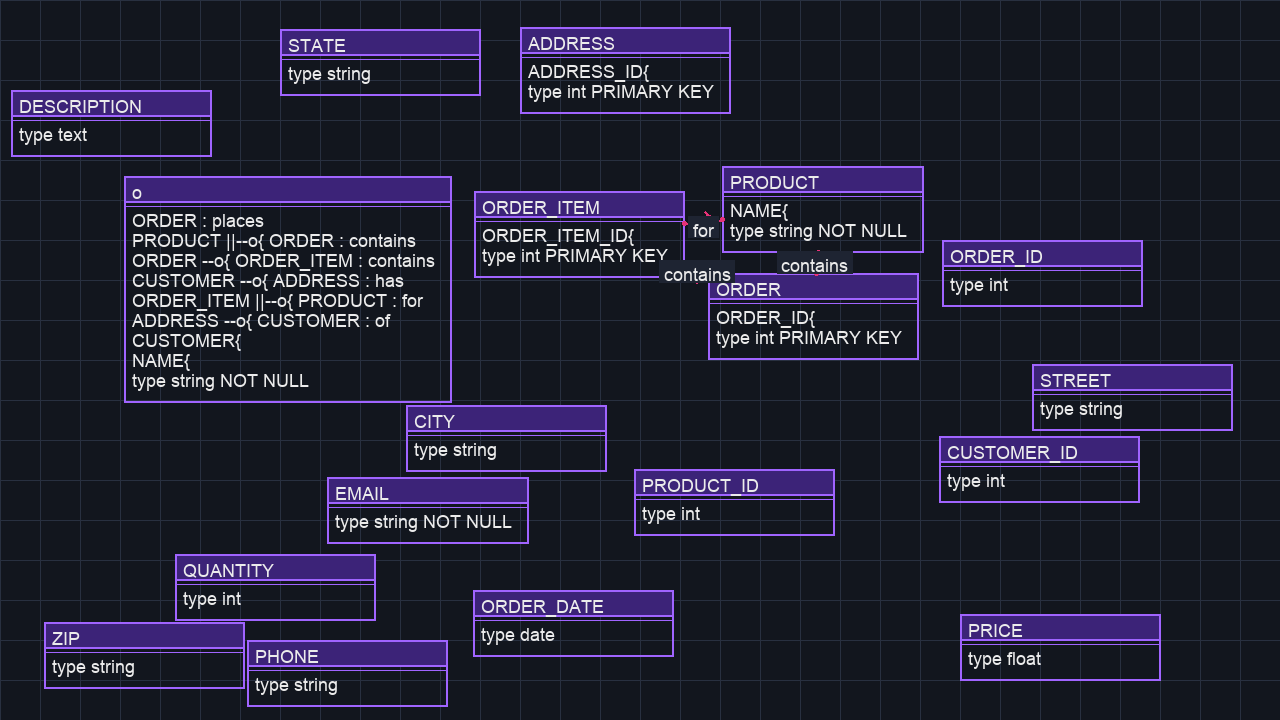 STATE
type string
ADDRESS
ADDRESS_ID{
type int PRIMARY KEY
DESCRIPTION
type text
o
ORDER : places
PRODUCT ||--o{ ORDER : contains
ORDER --o{ ORDER_ITEM : contains
CUSTOMER --o{ ADDRESS : has
ORDER_ITEM ||--o{ PRODUCT : for
ADDRESS --o{ CUSTOMER : of
CUSTOMER{
NAME{
type string NOT NULL
ORDER_ITEM
ORDER_ITEM_ID{
type int PRIMARY KEY
for
contains
PRODUCT
NAME{
type string NOT NULL
contains
ORDER
ORDER_ID{
type int PRIMARY KEY
ORDER_ID
type int
STREET
type string
CITY
type string
CUSTOMER_ID
type int
EMAIL
type string NOT NULL
PRODUCT_ID
type int
QUANTITY
type int
ORDER_DATE
type date
ZIP
type string
PHONE
type string
PRICE
type float